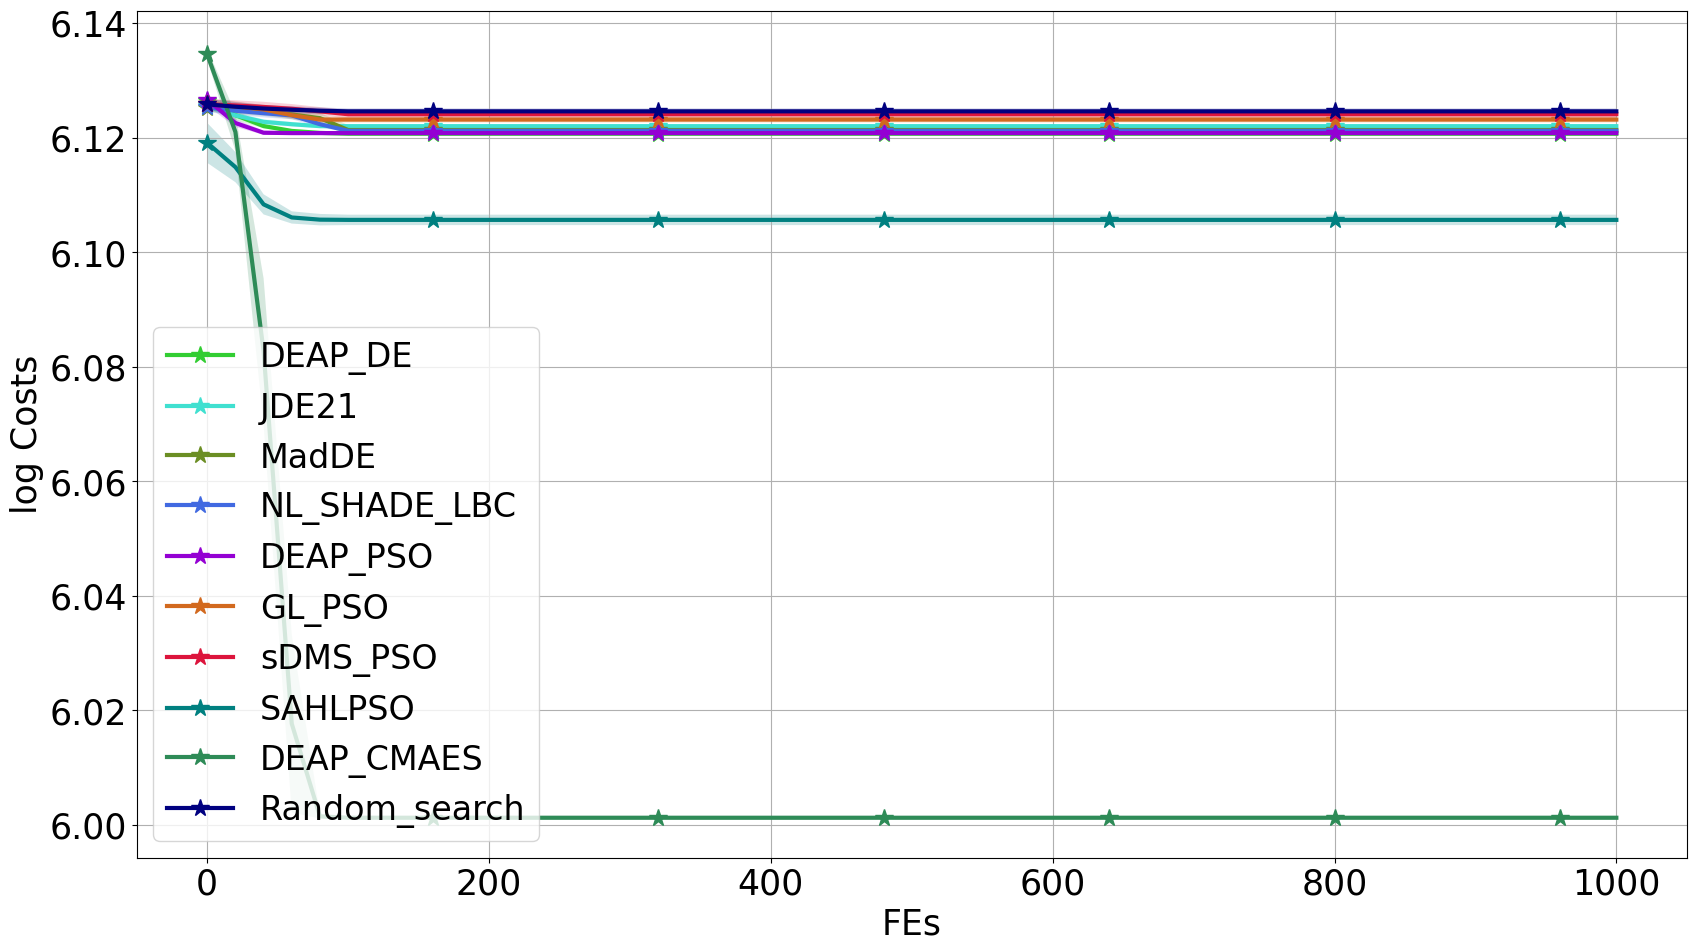 6.14
6.12
6.10
6.08
6.06
6.04
6.02
6.00
log Costs
DEAP_DE
JDE21
MadDE
NL_SHADE_LBC
DEAP_PSO
GL_PSO
sDMS_PSO
SAHLPSO
DEAP_CMAES
Random_search
0 200 400 600 800 1000
FEs